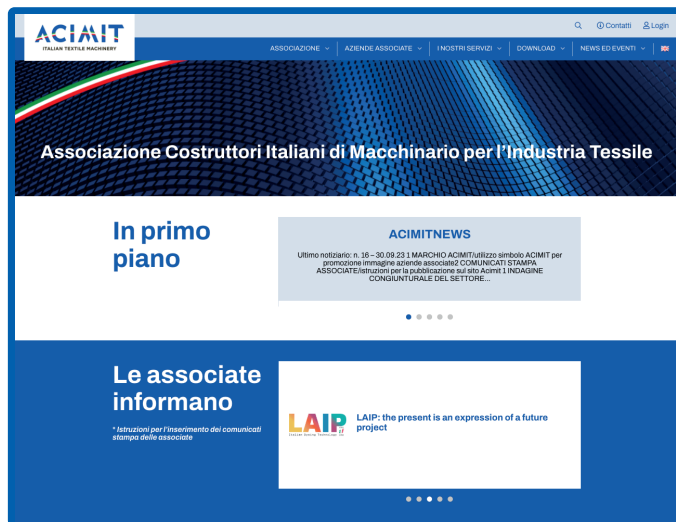 ACIMIT
ITALIAN TEXTILE MACHINERY
Contatti
Login
ASSOCIAZIONE
AZIENDE ASSOCIATE
I NOSTRI SERVIZI
DOWNLOAD
NEWS ED EVENTI
Associazione Costruttori Italiani di Macchinario per l'Industria Tessile
In primo
piano
ACIMITNEWS
Ultimo notiziario: n. 16 – 30.09.23 1 MARCHIO ACIMIT/utilizzo simbolo ACIMIT per
promozione immagine aziende associate2 COMUNICATI STAMPA
ASSOCIATE/istruzioni per la pubblicazione sul sito Acimit 1 INDAGINE
CONGIUNTURALE DEL SETTORE...
Le associate
informano
* Istruzioni per l'inserimento dei comunicati
stampa delle associate
LAIP
LAIP: the present is an expression of a future
project